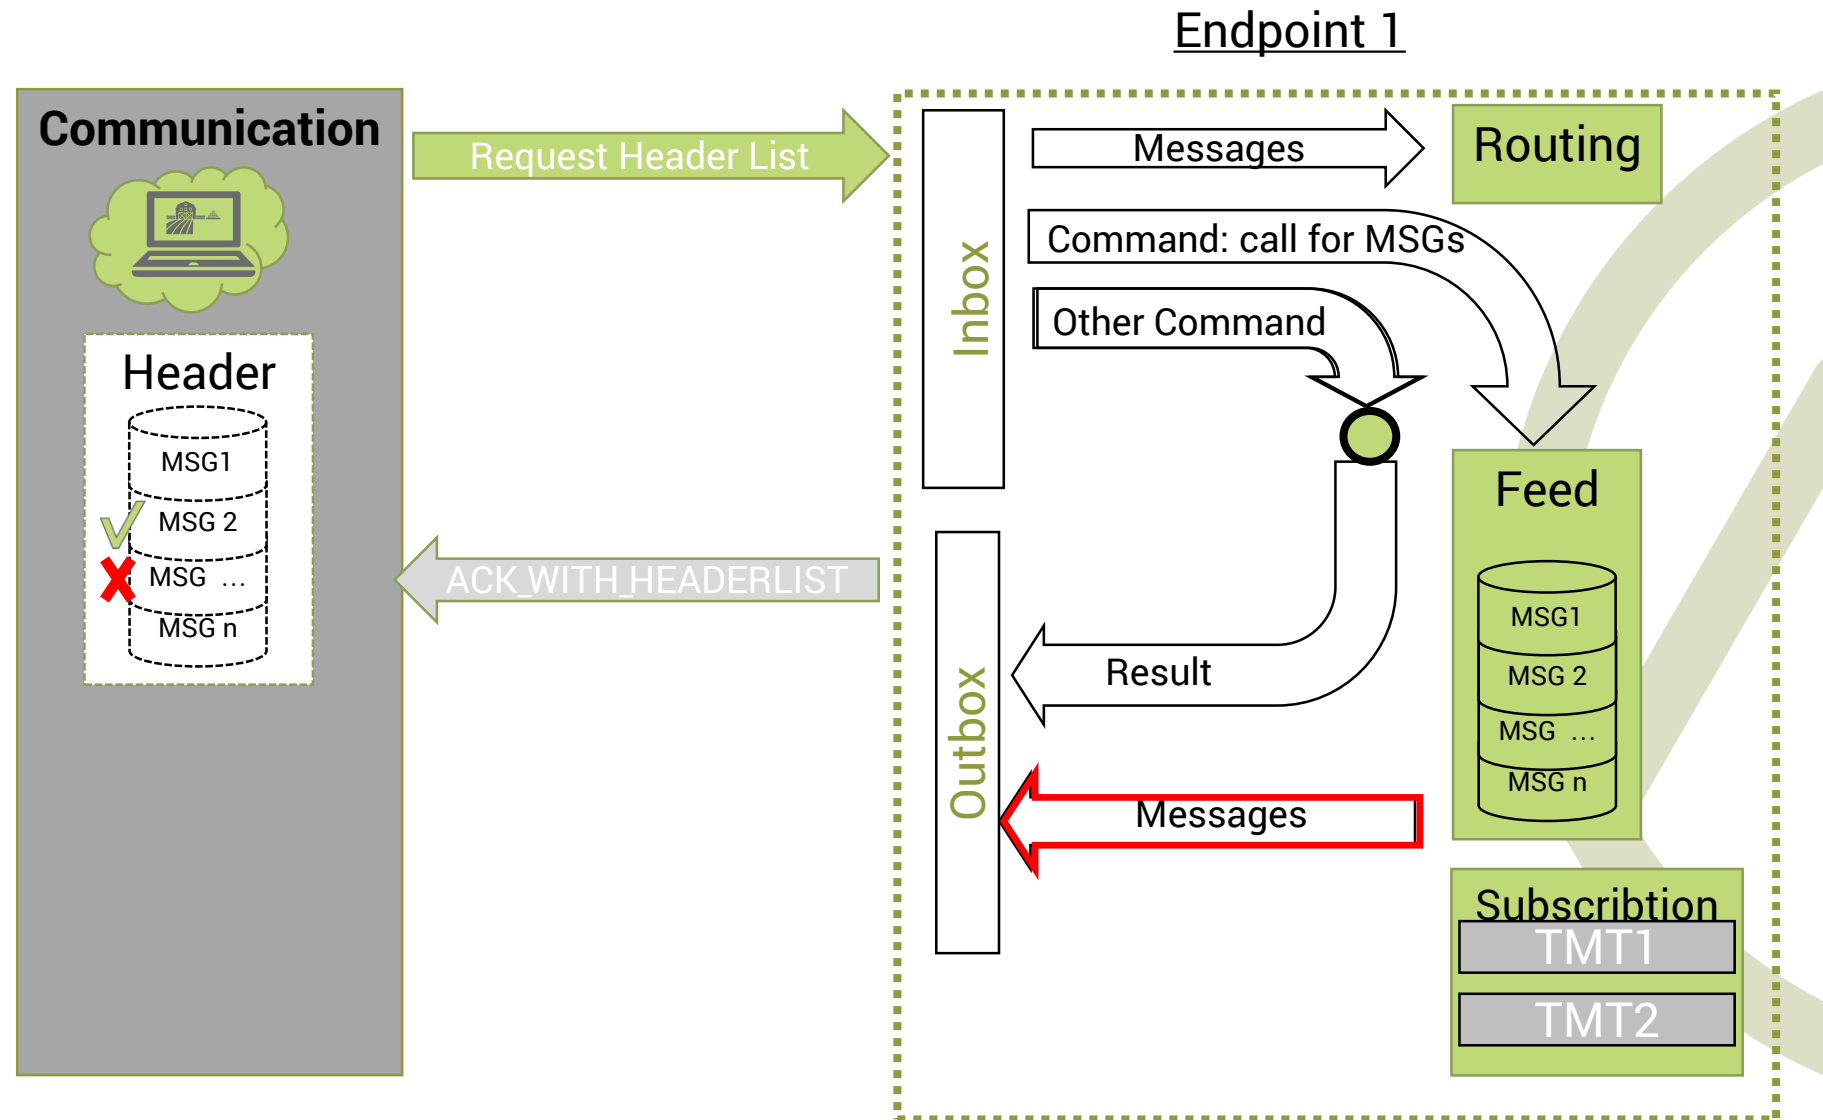 Endpoint 1
Communication
Request Header List
Header
MSG1
MSG 2
MSG …
MSG n
ACK_WITH_HEADERLIST
Inbox
Messages
Routing
Command: call for MSGs
Other Command
Feed
MSG1
MSG 2
MSG …
MSG n
Outbox
Result
Messages
Subscribtion
TMT1
TMT2